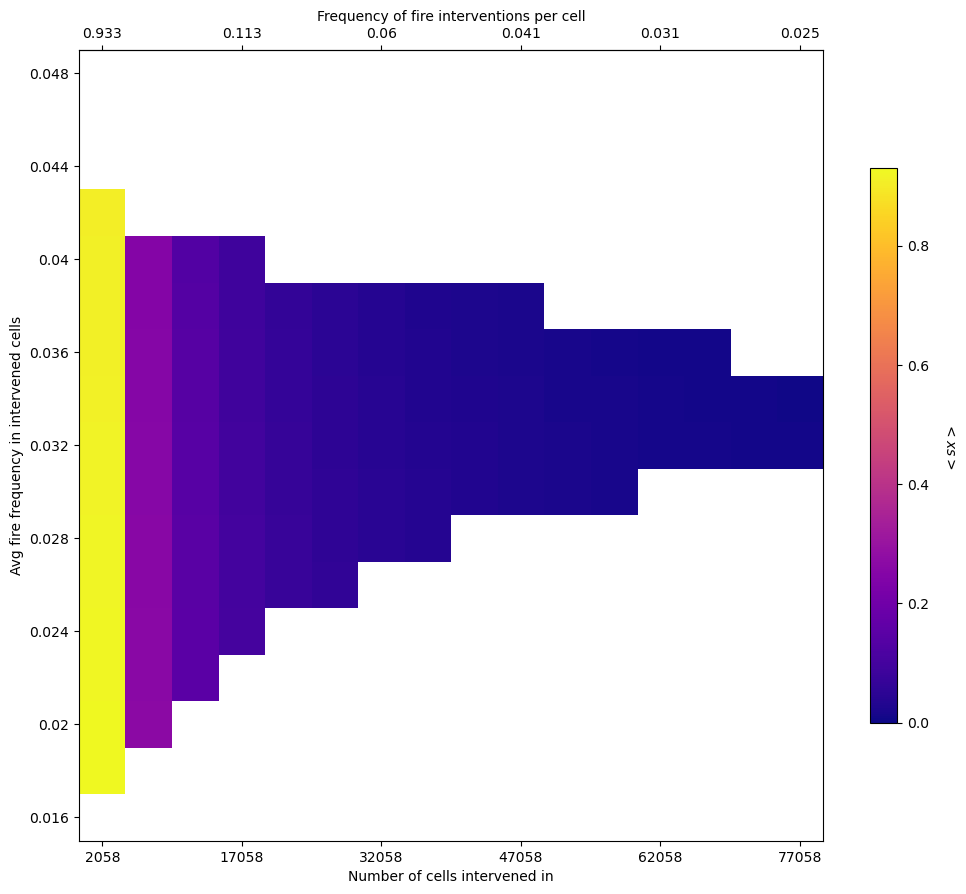 Frequency of fire interventions per cell
0.933 0.113 0.06 0.041 0.031 0.025
0.048
0.044
0.04
0.036
0.032
0.028
0.024
0.02
0.016
Avg fire frequency in intervened cells
2058 17058 32058 47058 62058 77058
Number of cells intervened in
0.8
0.6
0.4
0.2
0.0
< sx >